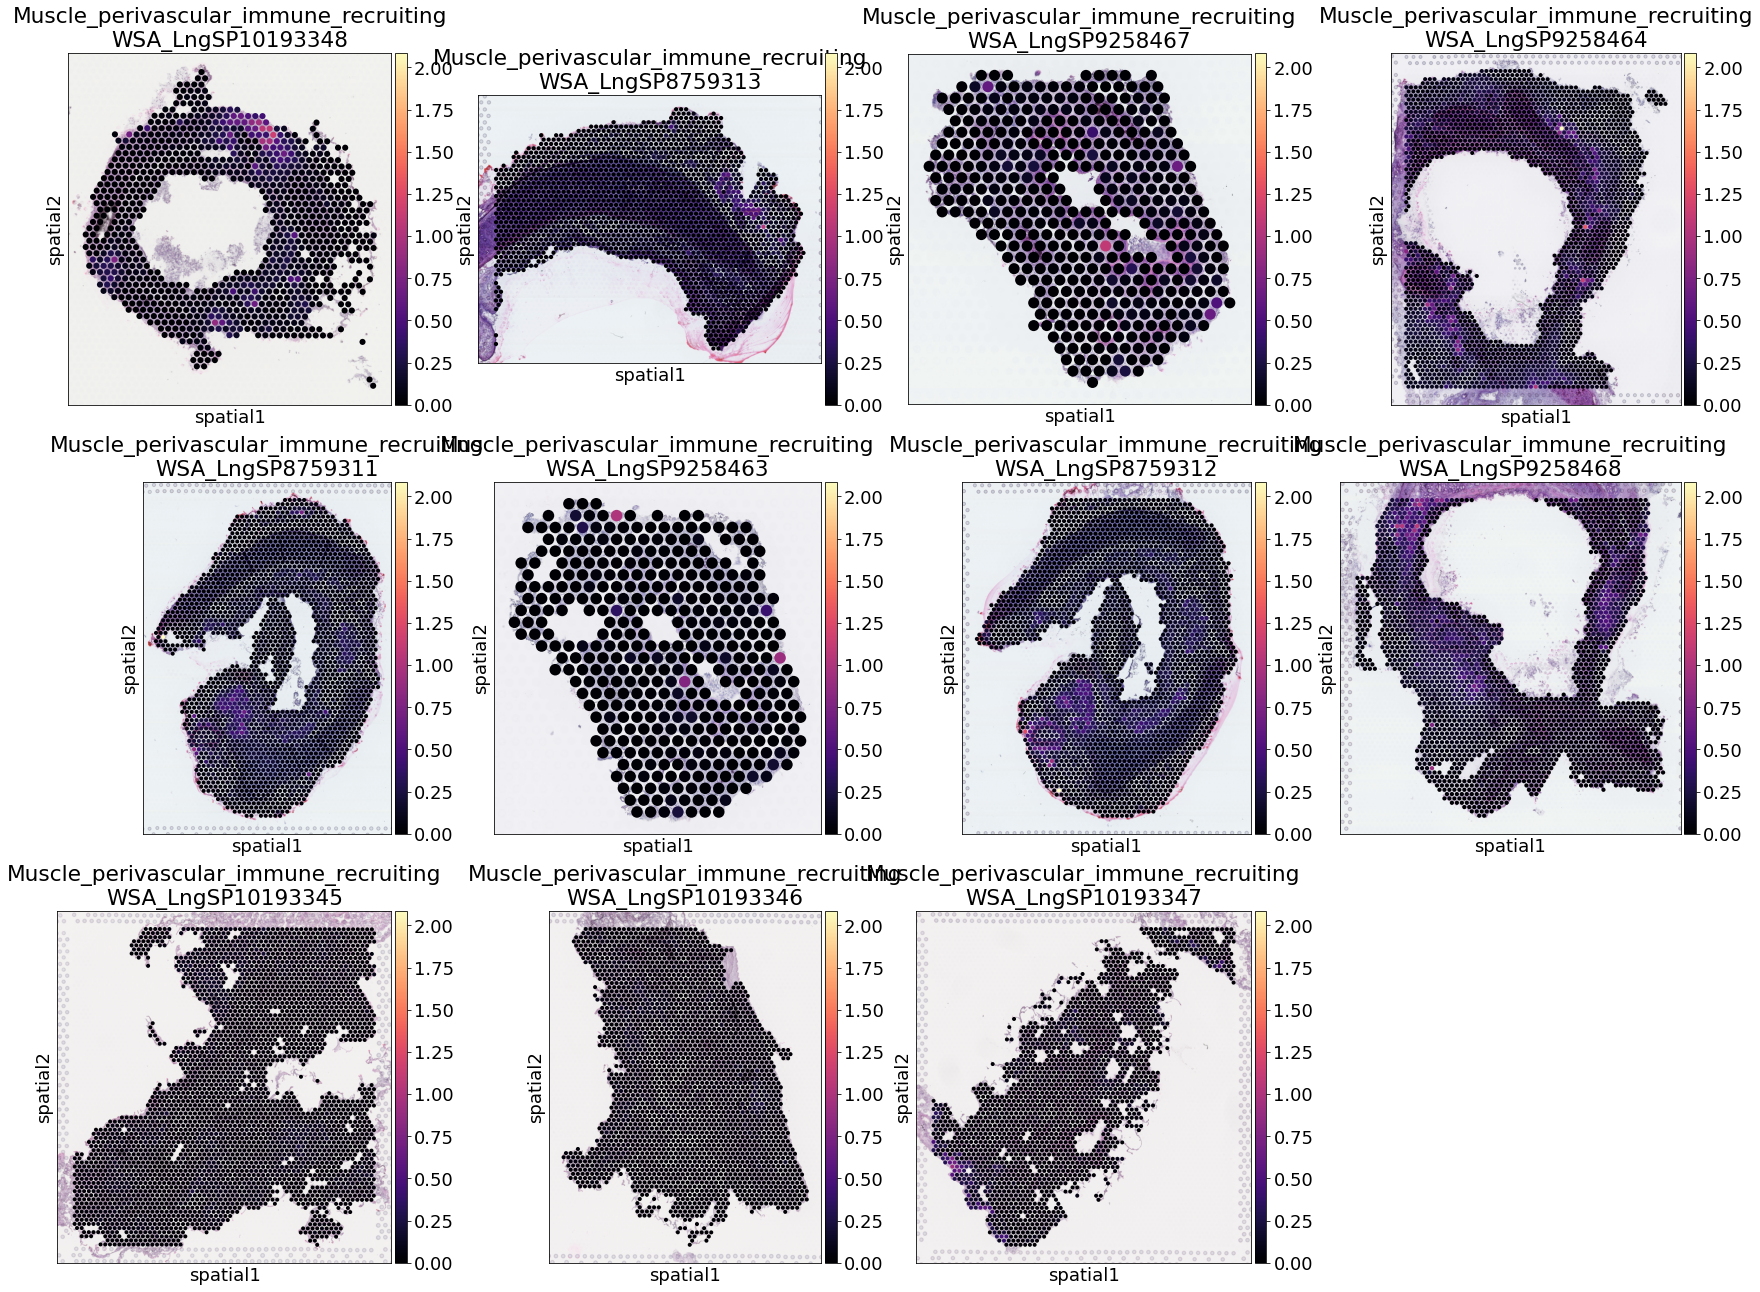 Muscle_perivascular_immune_recruiting
WSA_LngSP10193348
2.00
1.75
1.50
1.25
1.00
0.75
0.50
0.25
0.00
spatial2
spatial1
Muscle_perivascular_immune_recruiting
WSA_LngSP8759313
2.00
1.75
1.50
1.25
1.00
0.75
0.50
0.25
0.00
spatial2
spatial1
Muscle_perivascular_immune_recruiting
WSA_LngSP9258467
2.00
1.75
1.50
1.25
1.00
0.75
0.50
0.25
0.00
spatial2
spatial1
Muscle_perivascular_immune_recruiting
WSA_LngSP9258464
2.00
1.75
1.50
1.25
1.00
0.75
0.50
0.25
0.00
spatial2
spatial1
Muscle_perivascular_immune_recruiting
WSA_LngSP8759311
2.00
1.75
1.50
1.25
1.00
0.75
0.50
0.25
0.00
spatial2
spatial1
Muscle_perivascular_immune_recruiting
WSA_LngSP9258463
2.00
1.75
1.50
1.25
1.00
0.75
0.50
0.25
0.00
spatial2
spatial1
Muscle_perivascular_immune_recruiting
WSA_LngSP8759312
2.00
1.75
1.50
1.25
1.00
0.75
0.50
0.25
0.00
spatial2
spatial1
Muscle_perivascular_immune_recruiting
WSA_LngSP9258468
2.00
1.75
1.50
1.25
1.00
0.75
0.50
0.25
0.00
spatial2
spatial1
Muscle_perivascular_immune_recruiting
WSA_LngSP10193345
2.00
1.75
1.50
1.25
1.00
0.75
0.50
0.25
0.00
spatial2
spatial1
Muscle_perivascular_immune_recruiting
WSA_LngSP10193346
2.00
1.75
1.50
1.25
1.00
0.75
0.50
0.25
0.00
spatial2
spatial1
Muscle_perivascular_immune_recruiting
WSA_LngSP10193347
2.00
1.75
1.50
1.25
1.00
0.75
0.50
0.25
0.00
spatial2
spatial1